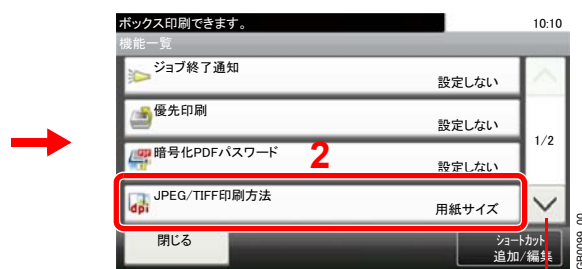 ボックス印刷できます。
10:10
機能一覧
ジョブ終了通知
設定しない
優先印刷
設定しない
1/2
暗号化PDFパスワード
2
設定しない
JPEG/TIFF印刷方法
dpi
用紙サイズ
閉じる
ショートカット
追加/編集